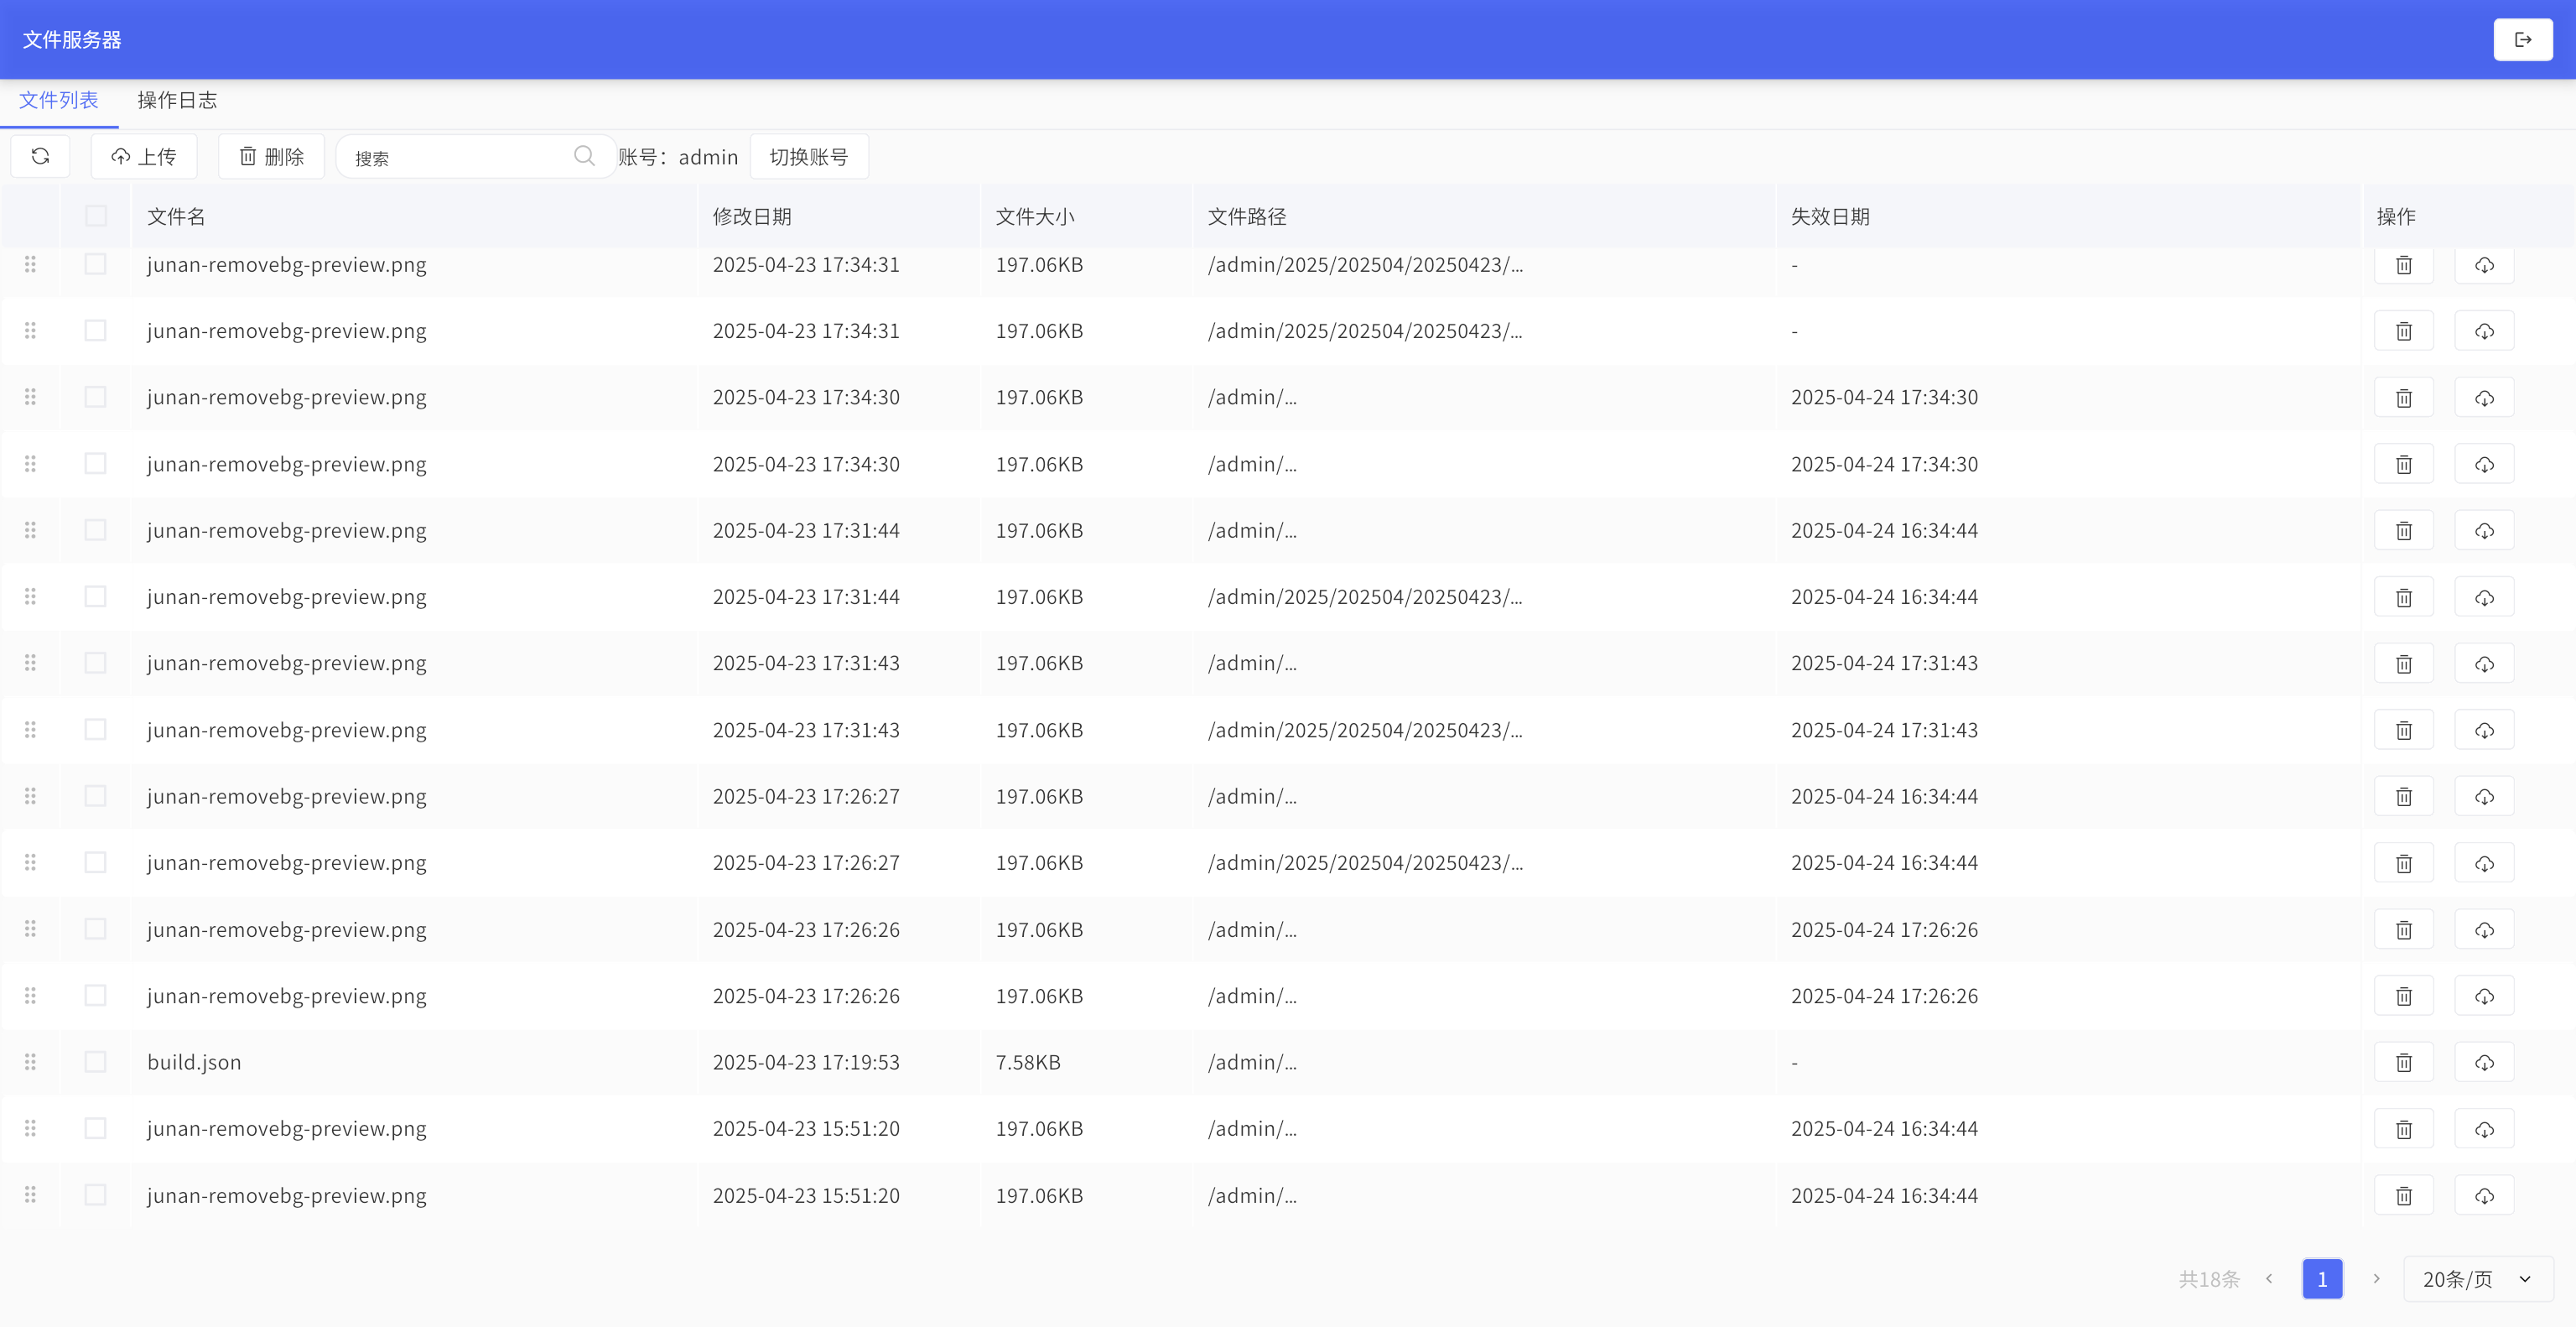 文件服务器
文件列表 操作日志
上传 删除 搜索 账号：admin 切换账号
文件名 修改日期 文件大小 文件路径 失效日期 操作
junan-removebg-preview.png 2025-04-23 17:34:31 197.06KB /admin/2025/202504/20250423/... -
junan-removebg-preview.png 2025-04-23 17:34:31 197.06KB /admin/2025/202504/20250423/... -
junan-removebg-preview.png 2025-04-23 17:34:30 197.06KB /admin/... 2025-04-24 17:34:30
junan-removebg-preview.png 2025-04-23 17:34:30 197.06KB /admin/... 2025-04-24 17:34:30
junan-removebg-preview.png 2025-04-23 17:31:44 197.06KB /admin/... 2025-04-24 16:34:44
junan-removebg-preview.png 2025-04-23 17:31:44 197.06KB /admin/2025/202504/20250423/... 2025-04-24 16:34:44
junan-removebg-preview.png 2025-04-23 17:31:43 197.06KB /admin/... 2025-04-24 17:31:43
junan-removebg-preview.png 2025-04-23 17:31:43 197.06KB /admin/2025/202504/20250423/... 2025-04-24 17:31:43
junan-removebg-preview.png 2025-04-23 17:26:27 197.06KB /admin/... 2025-04-24 16:34:44
junan-removebg-preview.png 2025-04-23 17:26:27 197.06KB /admin/2025/202504/20250423/... 2025-04-24 16:34:44
junan-removebg-preview.png 2025-04-23 17:26:26 197.06KB /admin/... 2025-04-24 17:26:26
junan-removebg-preview.png 2025-04-23 17:26:26 197.06KB /admin/... 2025-04-24 17:26:26
build.json 2025-04-23 17:19:53 7.58KB /admin/... -
junan-removebg-preview.png 2025-04-23 15:51:20 197.06KB /admin/... 2025-04-24 16:34:44
junan-removebg-preview.png 2025-04-23 15:51:20 197.06KB /admin/... 2025-04-24 16:34:44
共18条 1 20条/页